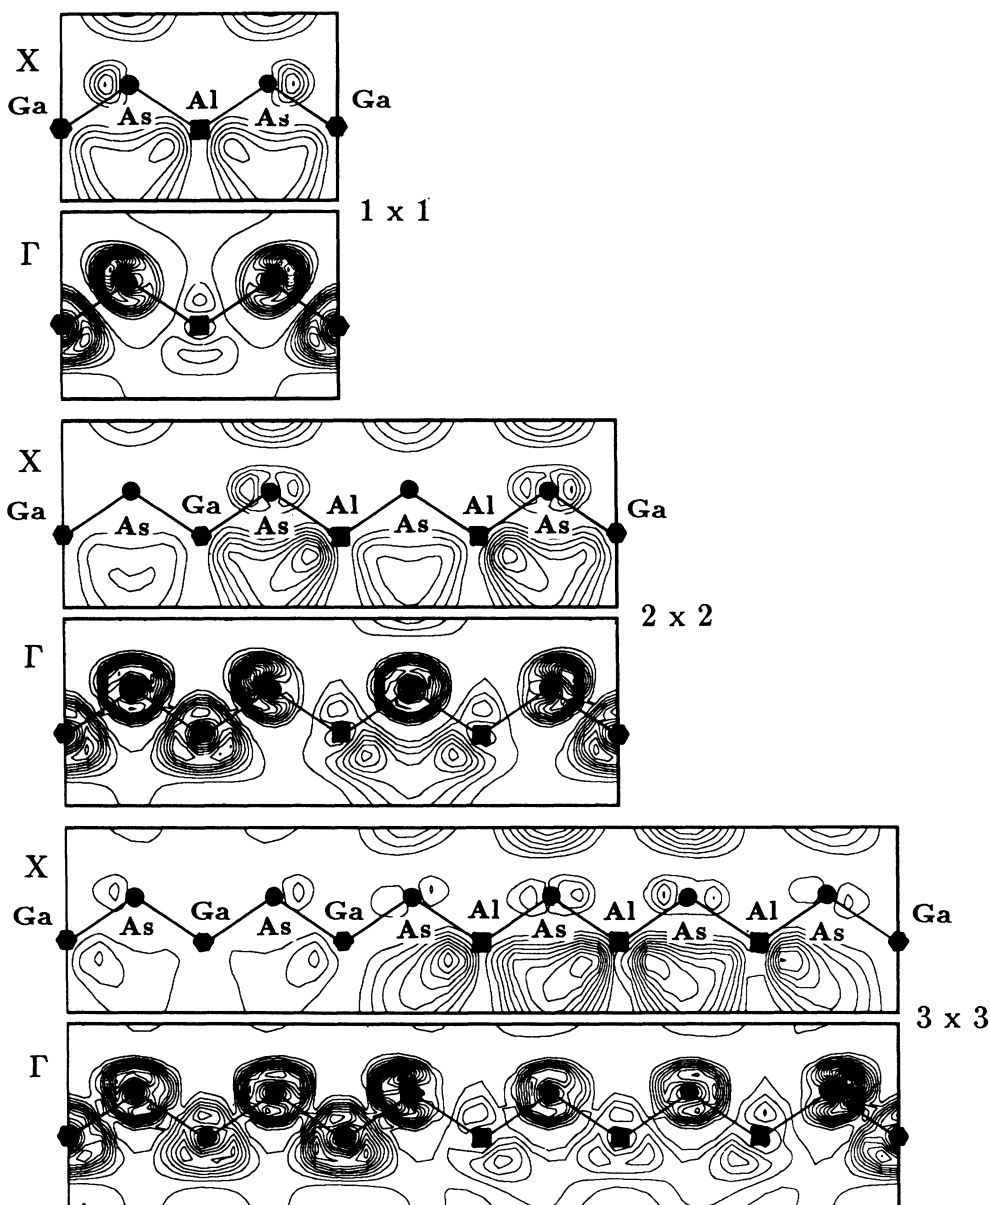 X
Ga As Al As Ga
1 x 1
Γ
X
Ga As Ga As Al As Al As Ga
2 x 2
Γ
X
Ga As Ga As Ga As Al As Al As Al As Ga
3 x 3
Γ